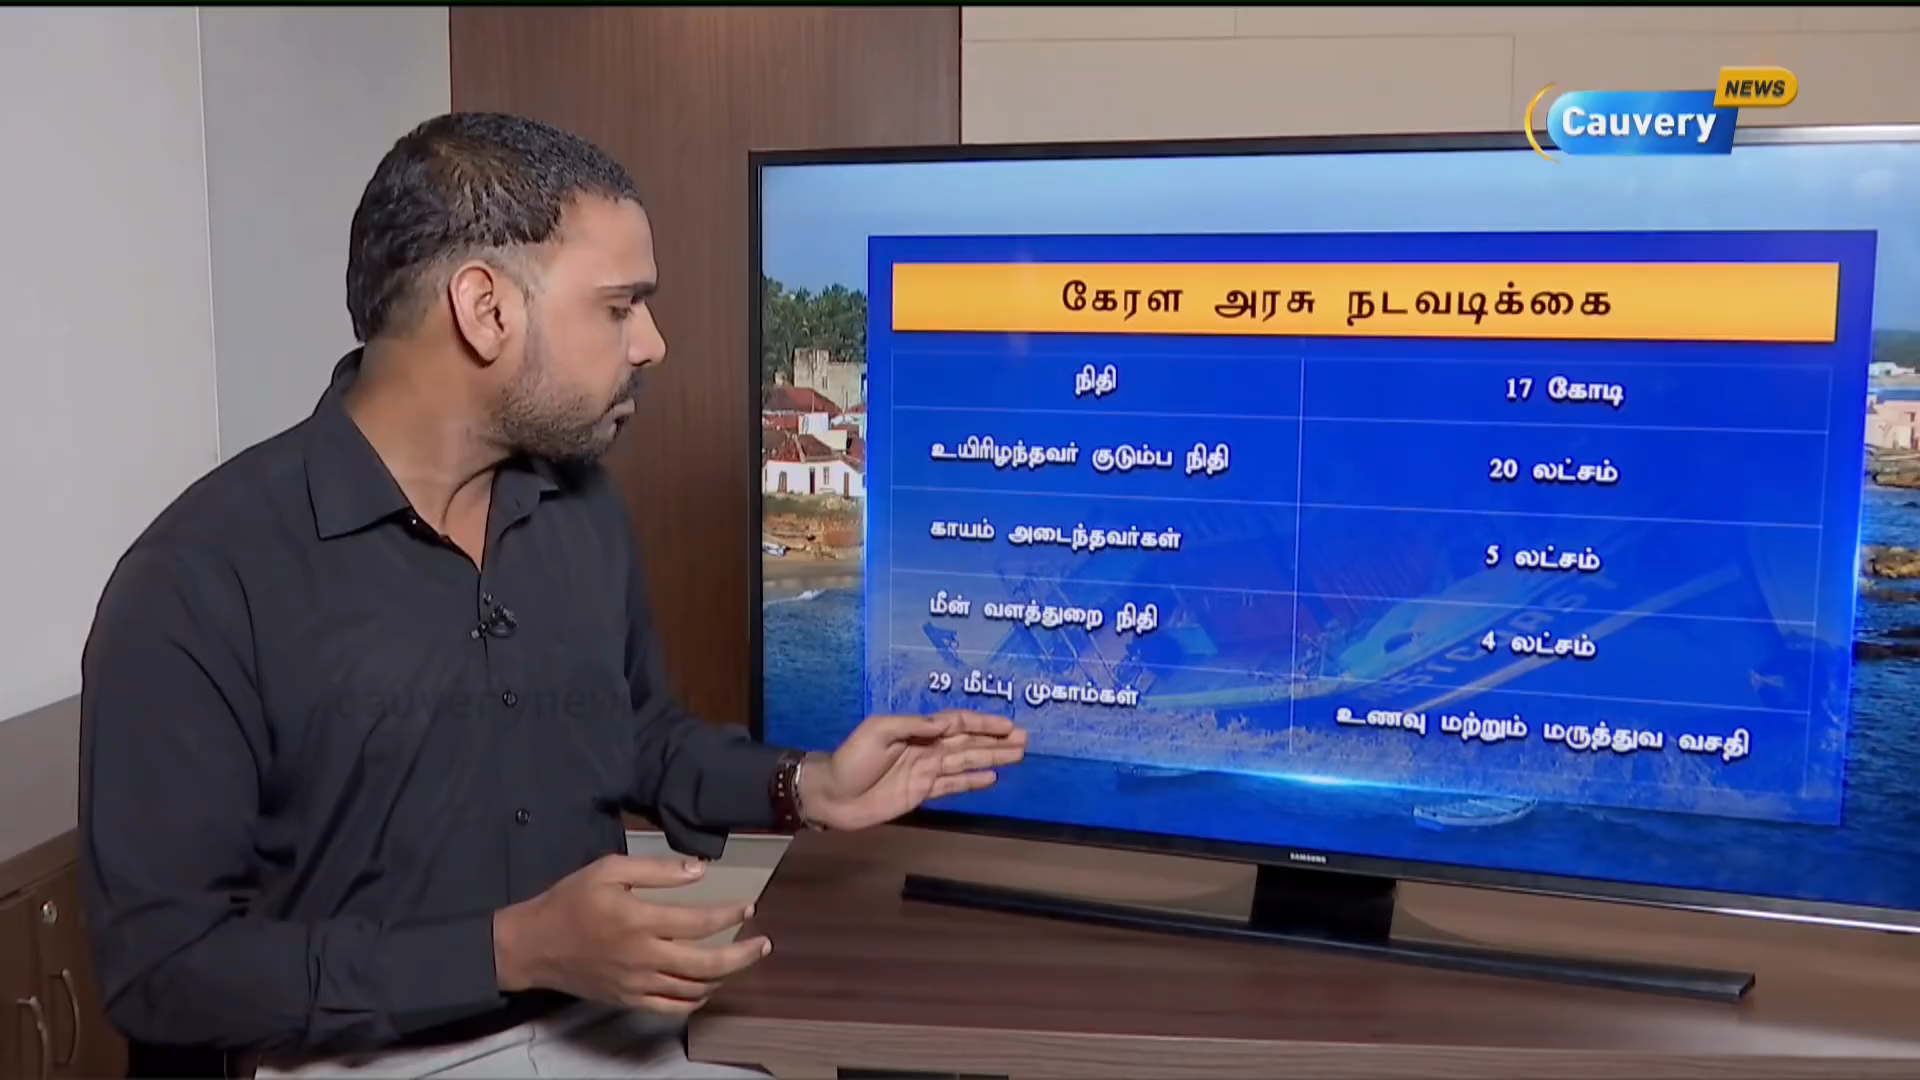 NEWS
Cauvery
கேரள அரசு நடவடிக்கை
நிதி 17 கோடி
உயிரிழந்தவர் குடும்ப நிதி 20 லட்சம்
காயம் அடைந்தவர்கள் 5 லட்சம்
மீன் வளத்துறை நிதி 4 லட்சம்
29 மீட்பு முகாம்கள் உணவு மற்றும் மருத்துவ வசதி
SAMSUNG